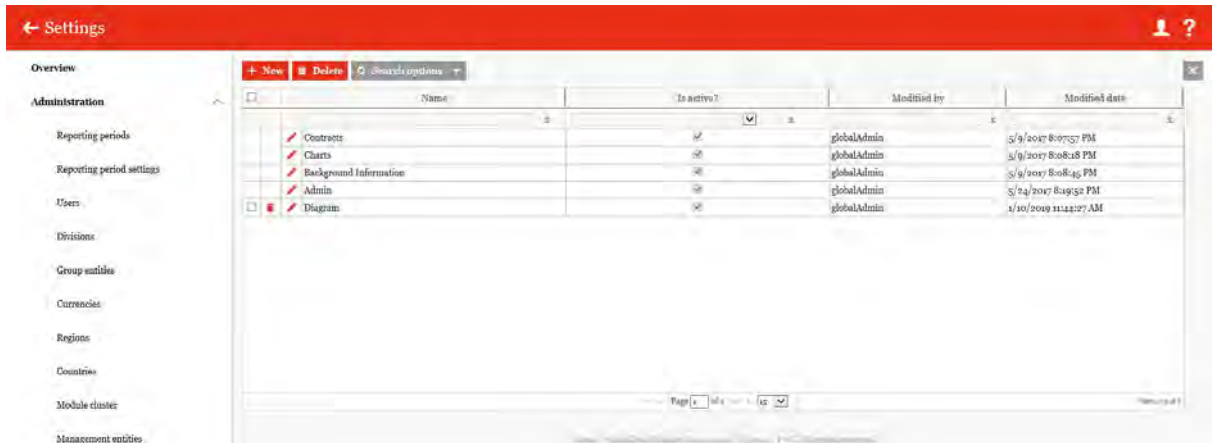 ← Settings
?
Overview
+ New Delete Search options
Administration
Name Is active? Modified by Modified date
Reporting periods
Contracts globalAdmin 5/9/2017 8:07:57 PM
Charts globalAdmin 5/9/2017 8:08:18 PM
Reporting period settings
Background Information globalAdmin 5/9/2017 8:08:45 PM
Admin globalAdmin 5/24/2017 8:19:52 PM
Users
Diagram globalAdmin 1/10/2019 11:44:27 AM
Divisions
Group entities
Currencies
Regions
Countries
Module cluster
Page 1 of 1 15
Management entities